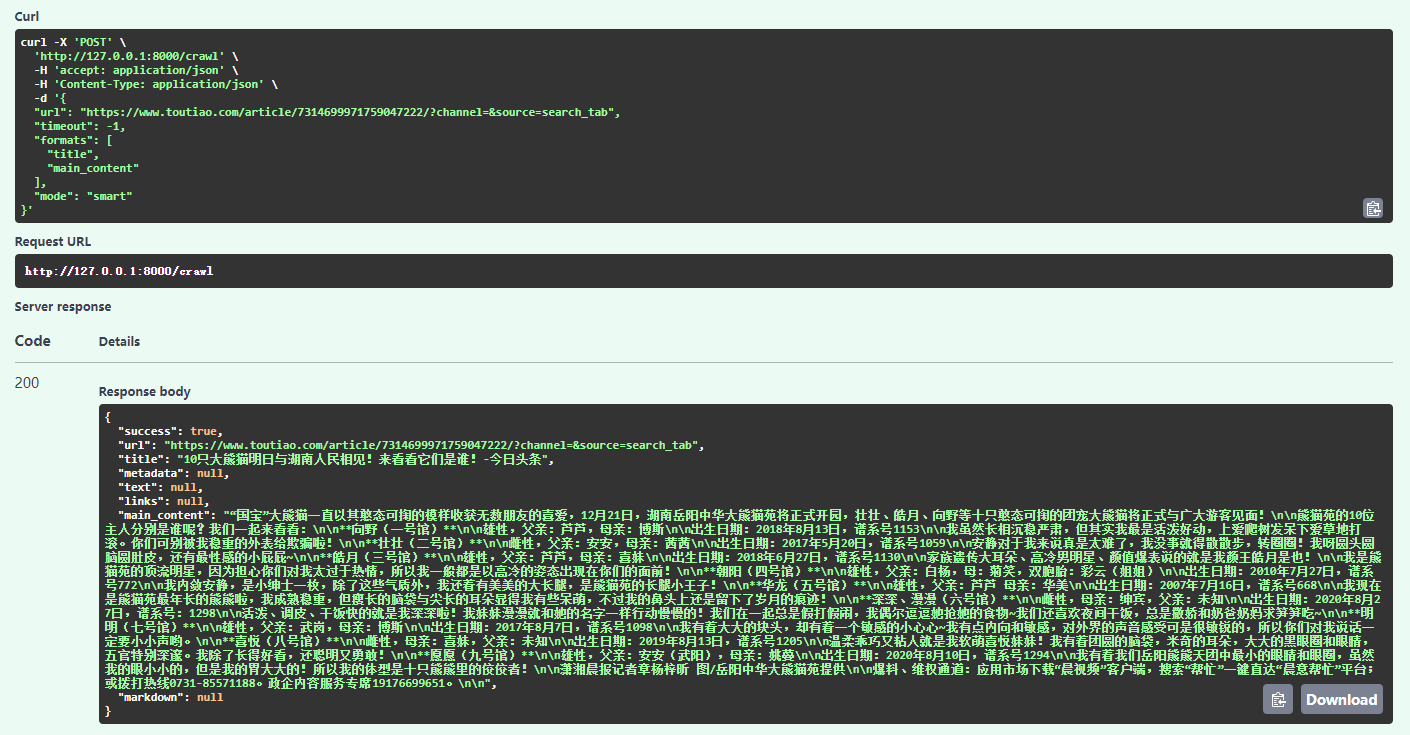 Curl
curl -X 'POST' \
'http://127.0.0.1:8000/crawl' \
-H 'accept: application/json' \
-H 'Content-Type: application/json' \
-d '{
"url": "https://www.toutiao.com/article/7314699971759047222/?channel=&source=search_tab",
"timeout": -1,
"formats": [
"title",
"main_content"
],
"mode": "smart"
}'
Request URL
http://127.0.0.1:8000/crawl
Server response
Code Details
200
Response body
{
"success": true,
"url": "https://www.toutiao.com/article/7314699971759047222/?channel=&source=search_tab",
"title": "10只大熊猫明日与湖南人民相见！来看看它们是谁！-今日头条",
"metadata": null,
"text": null,
"links": null,
"main_content": "“国宝”大熊猫一直以其憨态可掬的模样收获无数朋友的喜爱，12月21日，湖南岳阳中华大熊猫苑将正式开园，壮壮、皓月、向野等十只憨态可掬的团宠大熊猫将正式与广大游客见面！\n\n熊猫苑的10位
主人分别是谁呢？我们一起来看看：\n\n**向野（一号馆）**\n\n雄性，父亲：芦芦，母亲：博斯\n\n出生日期：2018年8月13日，谱系号1153\n\n我虽然长相沉稳严肃，但其实我最是活泼好动，上爱爬树下爱草地打
滚。你们可别被我稳重的外表给欺骗啦！\n\n**壮壮（二号馆）**\n\n雌性，父亲：安安，母亲：茜茜\n\n出生日期：2017年5月20日，谱系号1059\n\n安静对于我来说真是太难了，我没事就得散散步，转圈圈！我呀圆头圆
脑圆肚皮，还有最性感的小屁屁~\n\n**皓月（三号馆）**\n\n雄性，父亲：芦芦，母亲：喜妹\n\n出生日期：2018年6月27日，谱系号1130\n\n家族遗传大耳朵、高冷男明星、颜值爆表说的就是我颜王皓月是也！\n\n我是熊
猫苑的顶流明星，因为担心你们对我太过于热情，所以我一般都是以高冷的姿态出现在你们的面前！\n\n**朝阳（四号馆）**\n\n雄性，父亲：白杨，母：菊笑，双胞胎：彩云（姐姐）\n\n出生日期：2010年7月27日，谱系
号772\n\n我内敛安静，是小绅士一枚，除了这些气质外，我还有着美美的大长腿，是熊猫苑的长腿小王子！\n\n**华龙（五号馆）**\n\n雄性，父亲：芦芦 母亲：华美\n\n出生日期：2007年7月16日，谱系号668\n\n我现在
是熊猫苑最年长的熊熊啦，我成熟稳重，但瘦长的脑袋与尖长的耳朵显得我有些呆萌，不过我的鼻头上还是留下了岁月的痕迹！\n\n**深深、漫漫（六号馆）**\n\n雌性，母亲：绅宾，父亲：未知\n\n出生日期：2020年8月2
7日，谱系号：1298\n\n活泼、调皮、干饭快的就是我深深啦！我妹妹漫漫就和她的名字一样行动慢慢的！我们在一起总是假打假闹，我偶尔逗逗她抢她的食物~我们还喜欢夜间干饭，总是撒娇和奶爸奶妈求笋笋吃~\n\n**明
明（七号馆）**\n\n雄性，父亲：武岗，母亲：博斯\n\n出生日期：2017年8月7日，谱系号1098\n\n我有着大大的块头，却有着一个敏感的小心心~我有点内向和敏感，对外界的声音感受可是很敏锐的，所以你们对我说话一
定要小小声哟。\n\n**喜悦（八号馆）**\n\n雌性，母亲：喜妹，父亲：未知\n\n出生日期：2019年8月13日，谱系号1205\n\n温柔乖巧又粘人就是我软萌喜悦妹妹！我有着团圆的脑袋，米奇的耳朵，大大的黑眼圈和眼睛，
五官特别深邃。我除了长得好看，还聪明又勇敢！\n\n**愿愿（九号馆）**\n\n雄性，父亲：安安（武阳），母亲：姚蔓\n\n出生日期：2020年8月10日，谱系号1294\n\n我有着我们岳阳熊熊天团中最小的眼睛和眼圈，虽然
我的眼小小的，但是我的胃大大的！所以我的体型是十只熊熊里的佼佼者！\n\n潇湘晨报记者覃杨梓昕 图/岳阳中华大熊猫苑提供\n\n爆料、维权通道：应用市场下载“晨视频”客户端，搜索“帮忙”一键直达“晨意帮忙”平台；
或拨打热线0731-85571188。政企内容服务专席19176699651。\n\n",
"markdown": null
}
Download